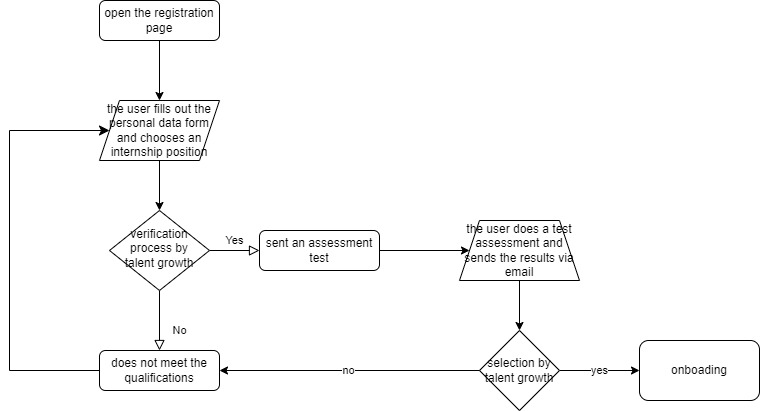 open the registration
page
the user fills out the
personal data form
and chooses an
internship position
verification
process by
talent growth
Yes
sent an assessment
test
the user does a test
assessment and
sends the results via
email
No
does not meet the
qualifications
no
selection by
talent growth
yes
onboading